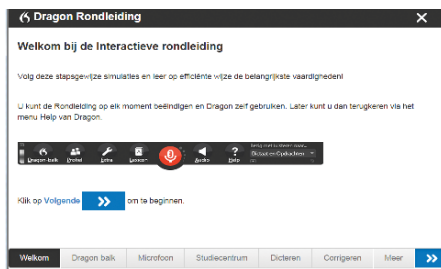 Dragon Rondleiding
Welkom bij de Interactieve rondleiding
Volg deze stapsgewijze simulaties en leer op efficiënte wijze de belangrijkste vaardigheden!
U kunt de Rondleiding op elk moment beëindigen en Dragon zelf gebruiken. Later kunt u dan terugkeren via het
menu Help van Dragon.
Dragon-balk Profiel Extra Audio Help
Dictaat en Opdrachten
Klik op Volgende om te beginnen.
Welkom Dragon balk Microfoon Studiecentrum Dicteren Corrigeren Meer